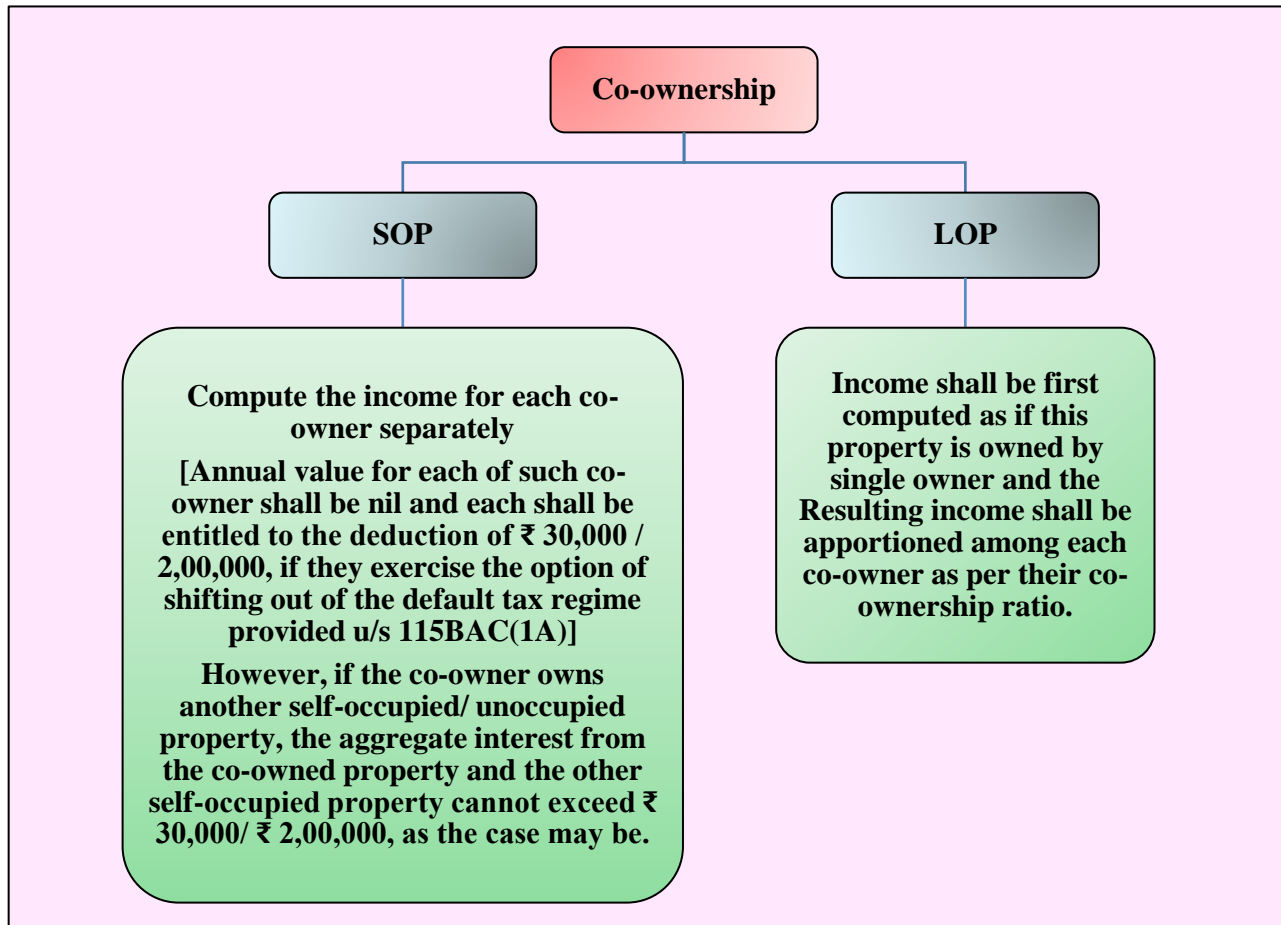 Co-ownership
SOP
LOP
Compute the income for each co-
owner separately
[Annual value for each of such co-
owner shall be nil and each shall be
entitled to the deduction of ₹ 30,000 /
2,00,000, if they exercise the option of
shifting out of the default tax regime
provided u/s 115BAC(1A)]
However, if the co-owner owns
another self-occupied/ unoccupied
property, the aggregate interest from
the co-owned property and the other
self-occupied property cannot exceed ₹
30,000/ ₹ 2,00,000, as the case may be.
Income shall be first
computed as if this
property is owned by
single owner and the
Resulting income shall be
apportioned among each
co-owner as per their co-
ownership ratio.